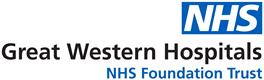 NHS
Great Western Hospitals
NHS Foundation Trust